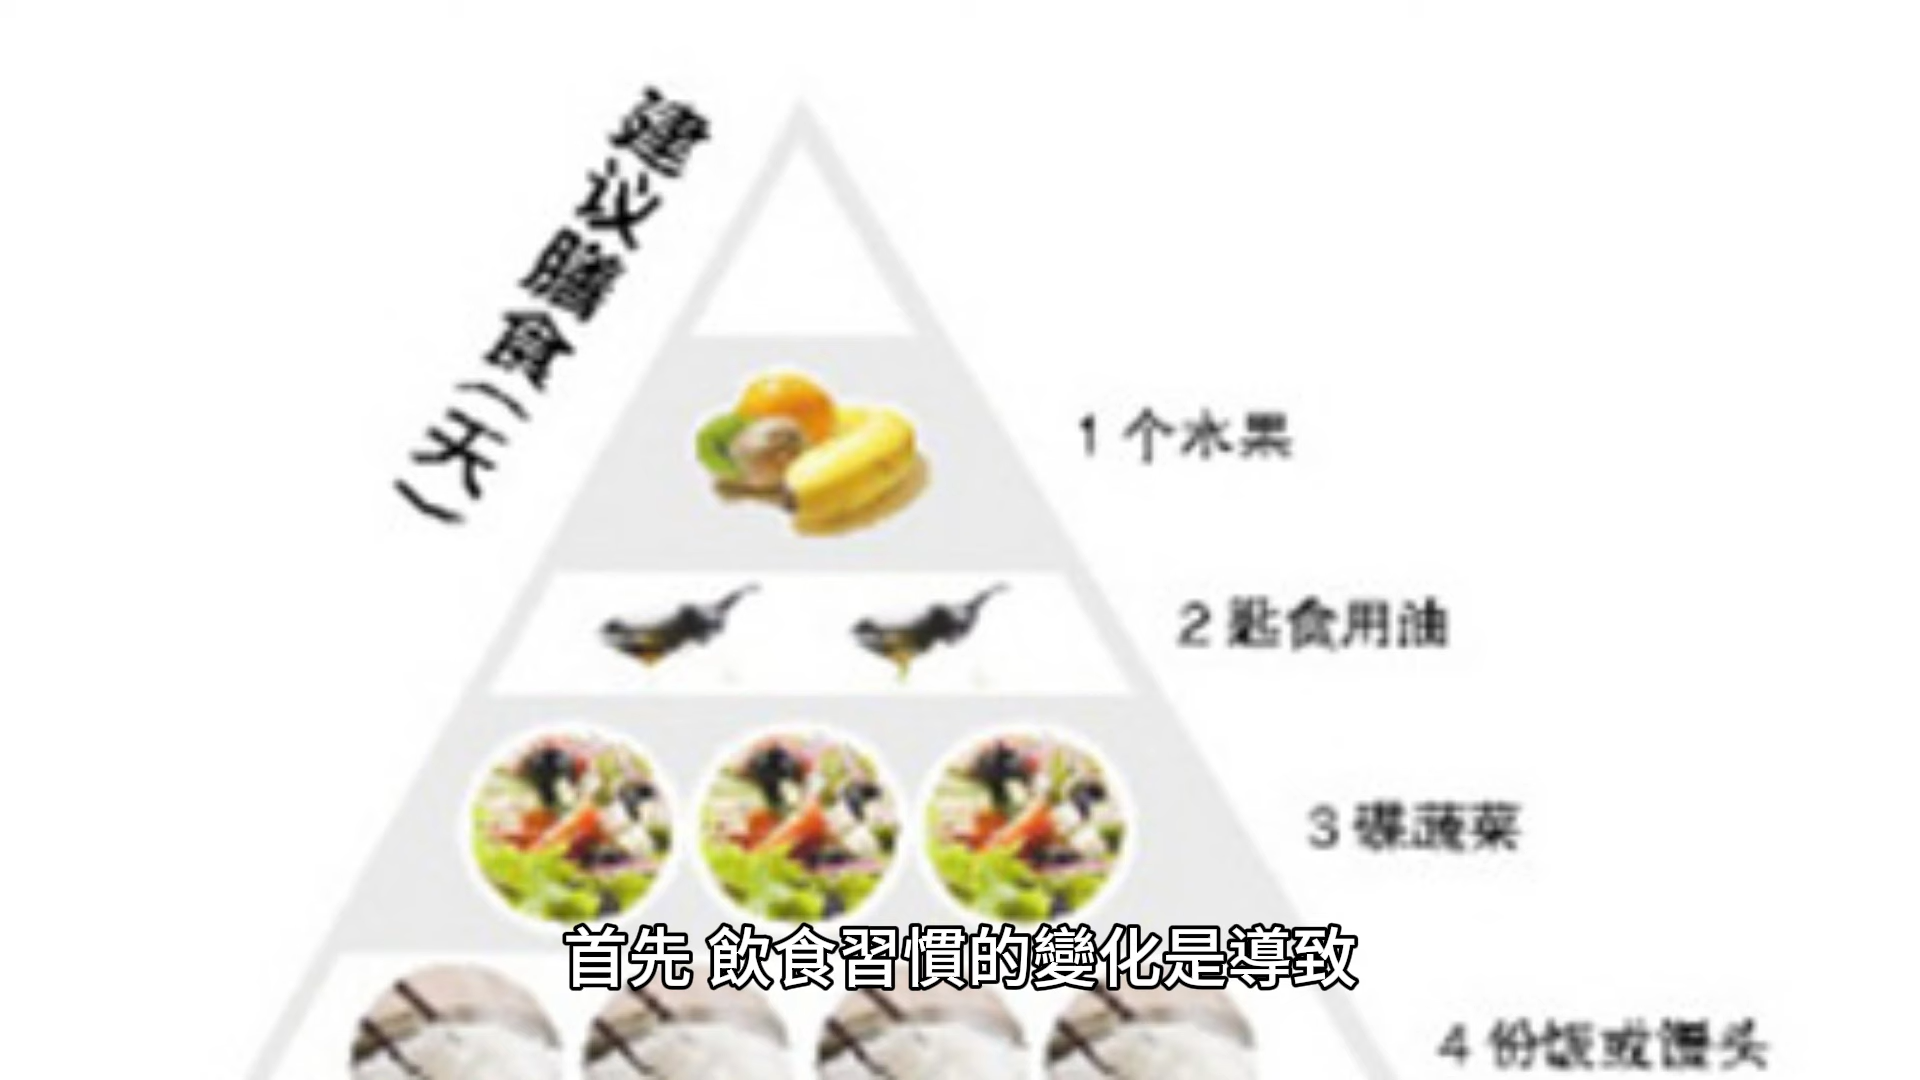 建议膳食(天)
1个水果
2匙食用油
3碟蔬菜
首先 飲食習慣的變化是導致
4份饭或馒头